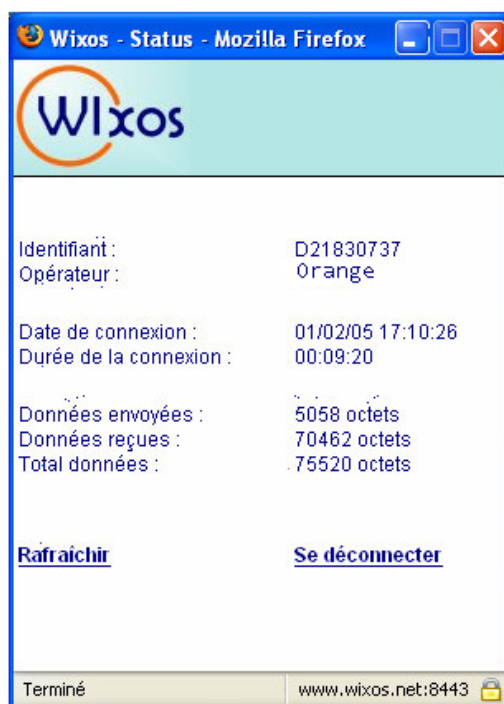 Wixos - Status - Mozilla Firefox
Wixos
Identifiant : D21830737
Opérateur : Orange
Date de connexion : 01/02/05 17:10:26
Durée de la connexion : 00:09:20
Données envoyées : 5058 octets
Données reçues : 70462 octets
Total données : 75520 octets
Rafraîchir Se déconnecter
Terminé www.wixos.net:8443